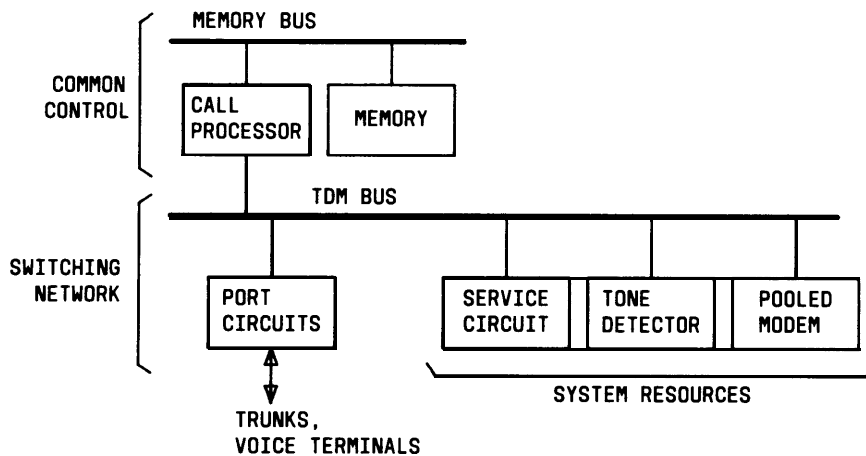 MEMORY BUS
COMMON
CONTROL
CALL
PROCESSOR
MEMORY
TDM BUS
SWITCHING
NETWORK
PORT
CIRCUITS
SERVICE
CIRCUIT
TONE
DETECTOR
POOLED
MODEM
SYSTEM RESOURCES
TRUNKS,
VOICE TERMINALS